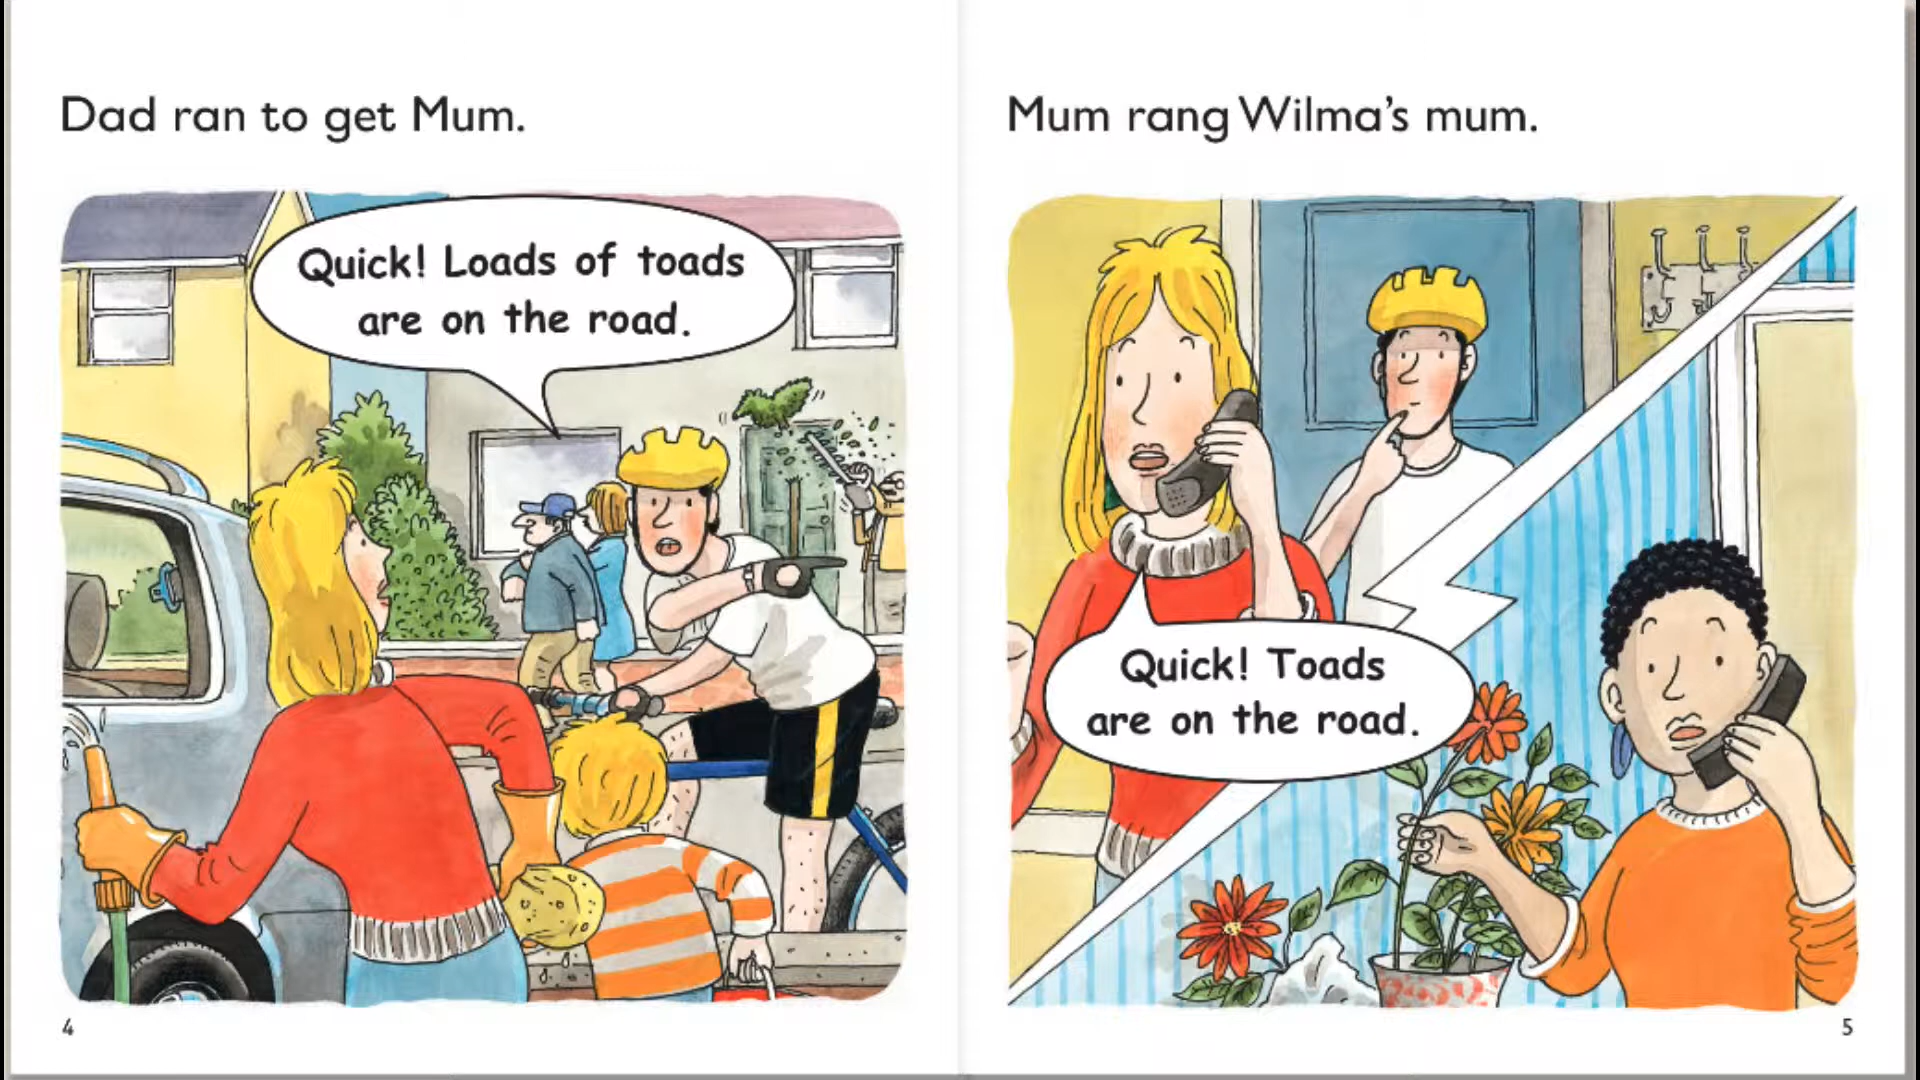 Dad ran to get Mum.
Quick! Loads of toads
are on the road.
4
Mum rang Wilma's mum.
Quick! Toads
are on the road.
5